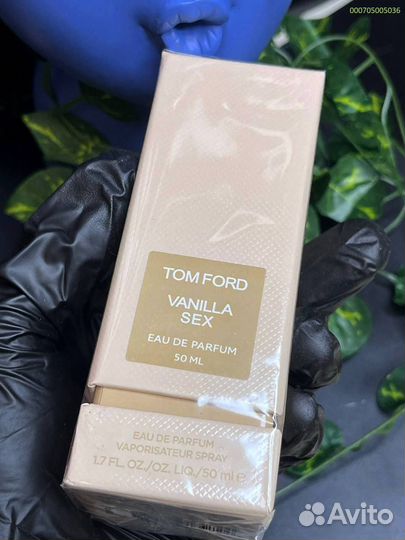 000705005036
TOM FORD
VANILLA
SEX
EAU DE PARFUM
50 ML
EAU DE PARFUM
VAPORISATEUR SPRAY
1.7 FL. OZ./OZ. LIQ./50 ml e
Avito